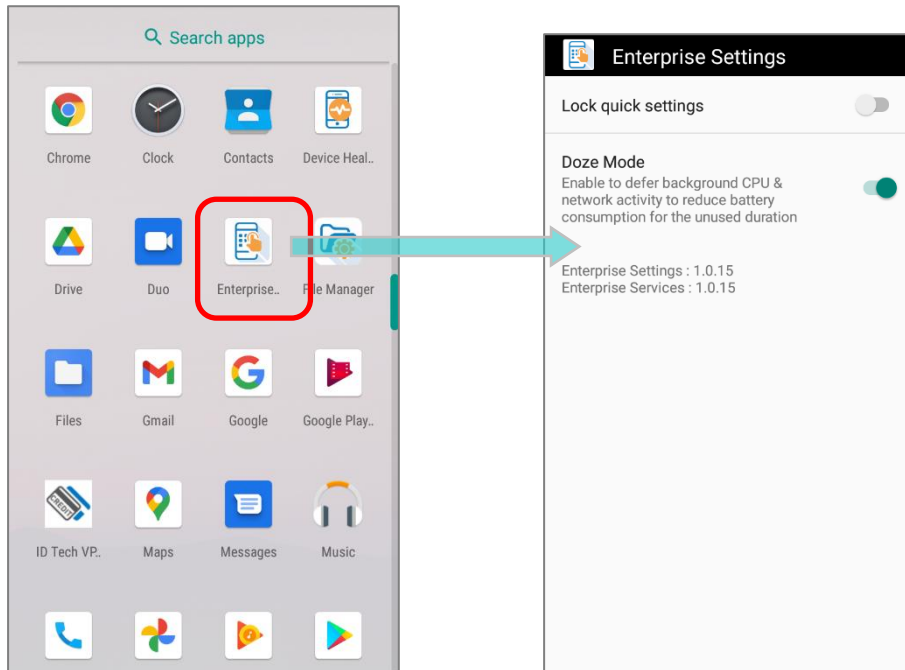 Search apps
Chrome
Clock
Contacts
Device Heal..
Drive
Duo
Enterprise..
File Manager
Files
Gmail
Google
Google Play..
CREDIT
ID Tech VP..
Maps
Messages
Music
Enterprise Settings
Lock quick settings
Doze Mode
Enable to defer background CPU &
network activity to reduce battery
consumption for the unused duration
Enterprise Settings : 1.0.15
Enterprise Services : 1.0.15